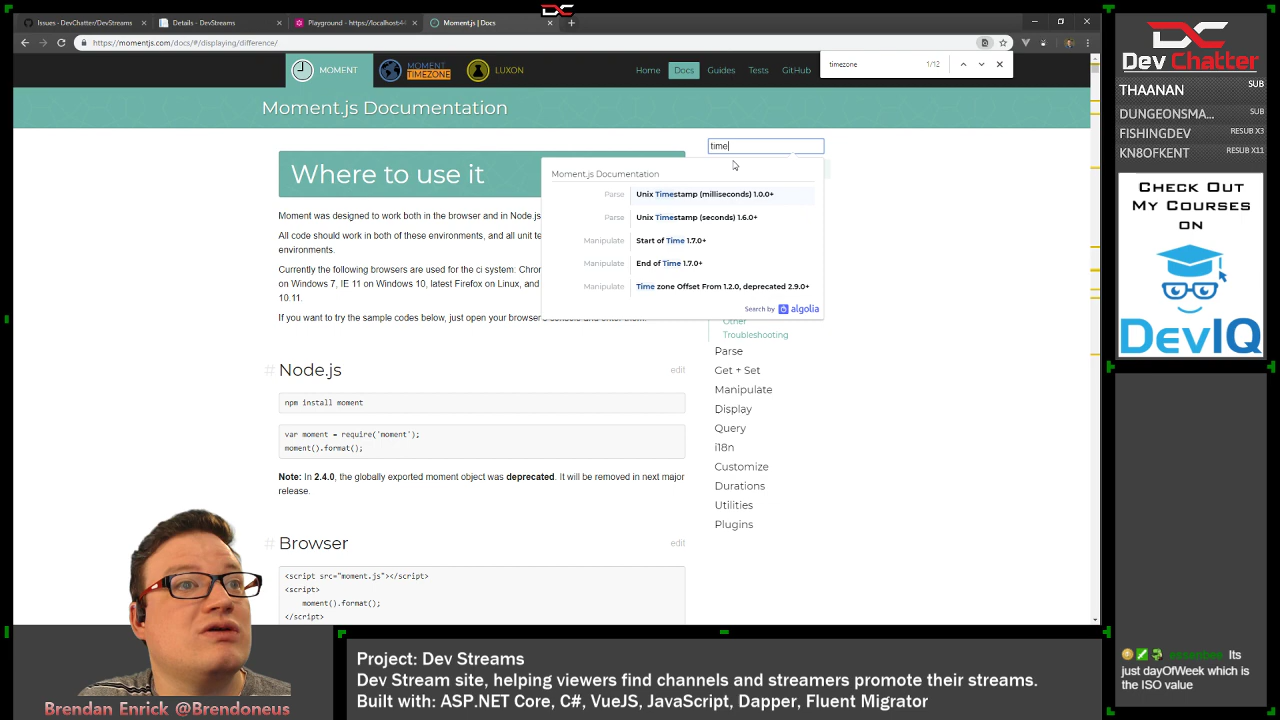 Issues - DevChatter/DevStreams
Details - DevStreams
Playground - https://localhost:44
Moment.js | Docs
https://momentjs.com/docs/#/displaying/difference/
timezone
1/12
MOMENT
MOMENT
TIMEZONE
LUXON
Home
Docs
Guides
Tests
GitHub
Moment.js Documentation
time
Where to use it
Moment.js Documentation
Parse
Unix Timestamp (milliseconds) 1.0.0+
Parse
Unix Timestamp (seconds) 1.6.0+
Manipulate
Start of Time 1.7.0+
Manipulate
End of Time 1.7.0+
Manipulate
Time zone Offset From 1.2.0, deprecated 2.9.0+
Search by algolia
Moment was designed to work both in the browser and in Node.js
All code should work in both of these environments, and all unit te
environments.
Currently the following browsers are used for the ci system: Chron
on Windows 7, IE 11 on Windows 10, latest Firefox on Linux, and
10.11.
If you want to try the sample codes below, just open your browser's console and enter them.
Other
Troubleshooting
Parse
Get + Set
Manipulate
Display
Query
i18n
Customize
Durations
Utilities
Plugins
# Node.js
edit
npm install moment
var moment = require('moment');
moment().format();
Note: In 2.4.0, the globally exported moment object was deprecated. It will be removed in next major
release.
# Browser
edit
<script src="moment.js"></script>
<script>
moment().format();
</script>
DC
DC
Dev Chatter
THAANAN
SUB
DUNGEONSMA...
SUB
FISHINGDEV
RESUB X3
KN8OFKENT
RESUB X11
CHECK OUT
MY COURSES
ON
DevIQ
Its
just dayOfWeek which is
the ISO value
Project: Dev Streams
Dev Stream site, helping viewers find channels and streamers promote their streams.
Built with: ASP.NET Core, C#, VueJS, JavaScript, Dapper, Fluent Migrator
Brendan Enrick @Brendoneus